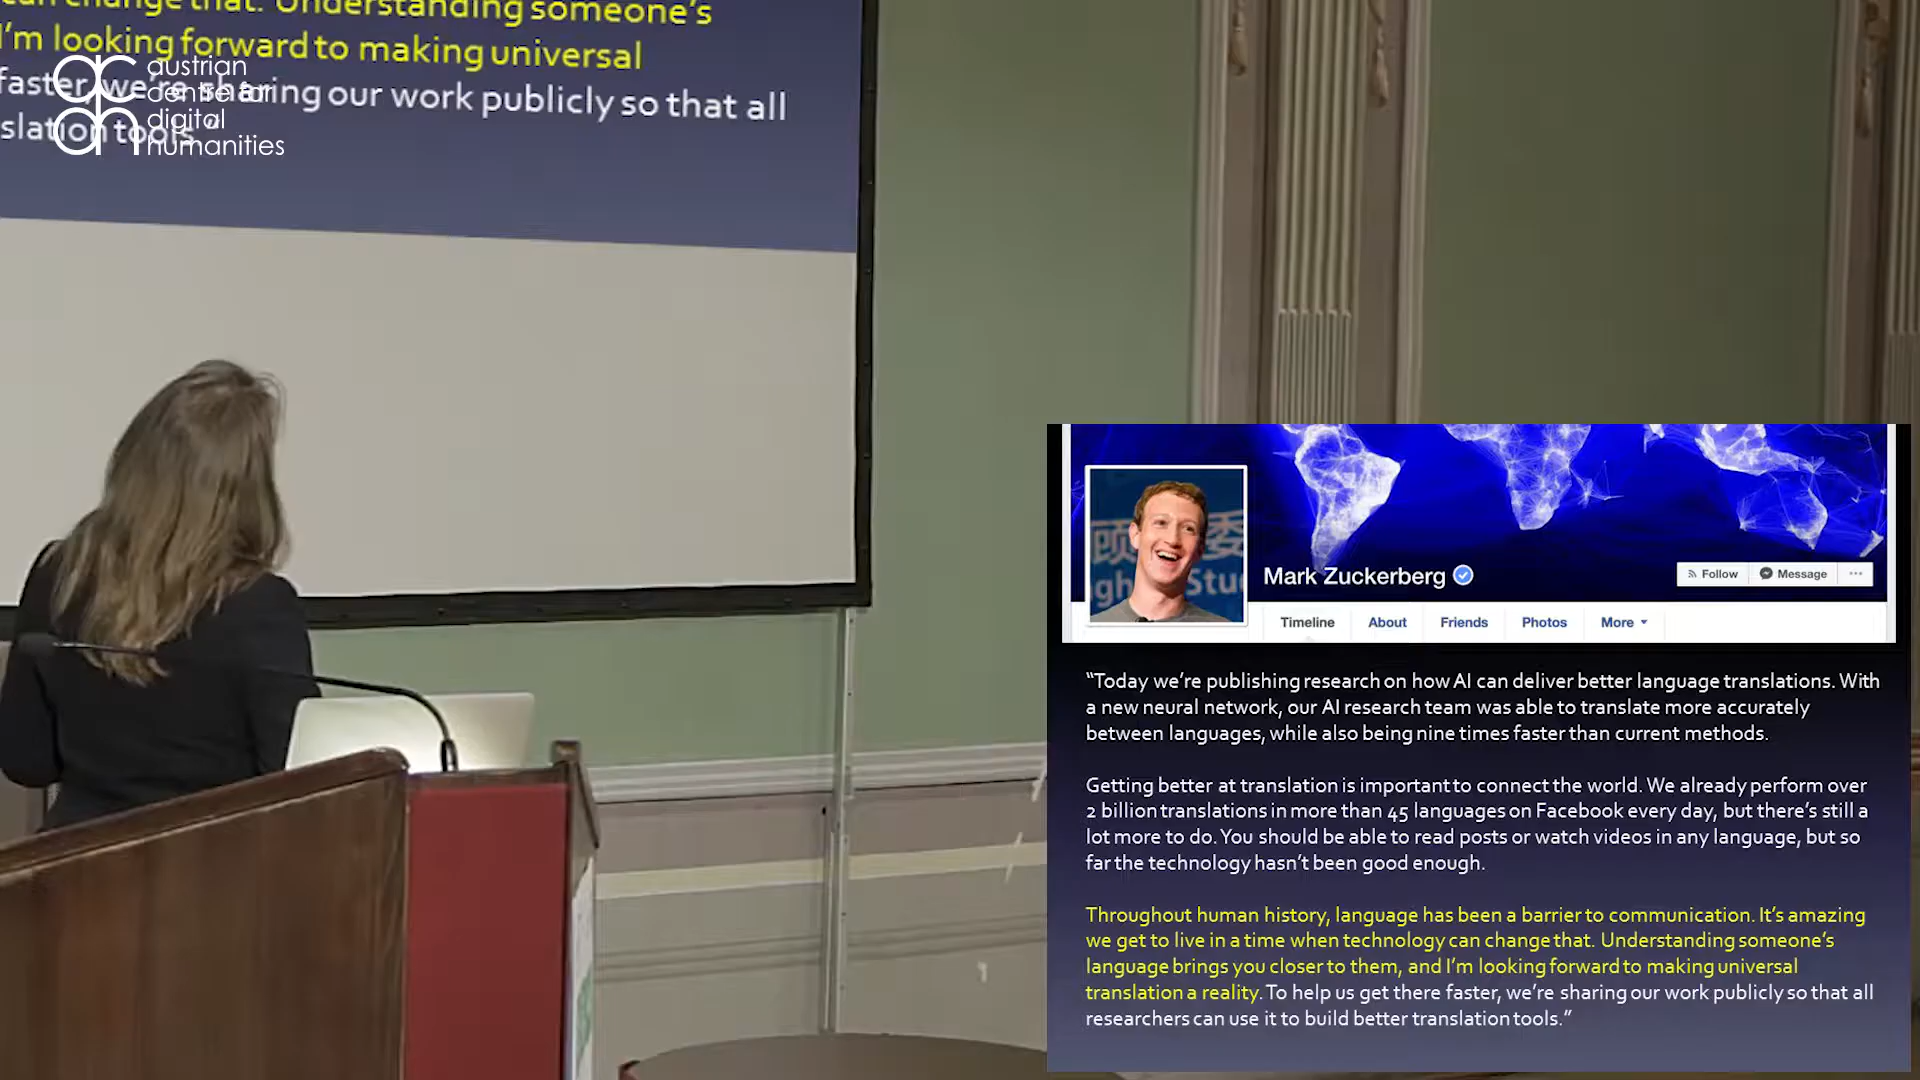 can change that. Understanding someone's
I'm looking forward to making universal
faster, we're sharing our work publicly so that all
slation tools."
austrian
centre for
digital
humanities
Mark Zuckerberg
Follow
Message
Timeline
About
Friends
Photos
More
“Today we're publishing research on how AI can deliver better language translations. With
a new neural network, our AI research team was able to translate more accurately
between languages, while also being nine times faster than current methods.
Getting better at translation is important to connect the world. We already perform over
2 billion translations in more than 45 languages on Facebook every day, but there's still a
lot more to do. You should be able to read posts or watch videos in any language, but so
far the technology hasn't been good enough.
Throughout human history, language has been a barrier to communication. It's amazing
we get to live in a time when technology can change that. Understanding someone's
language brings you closer to them, and I'm looking forward to making universal
translation a reality. To help us get there faster, we're sharing our work publicly so that all
researchers can use it to build better translation tools.”